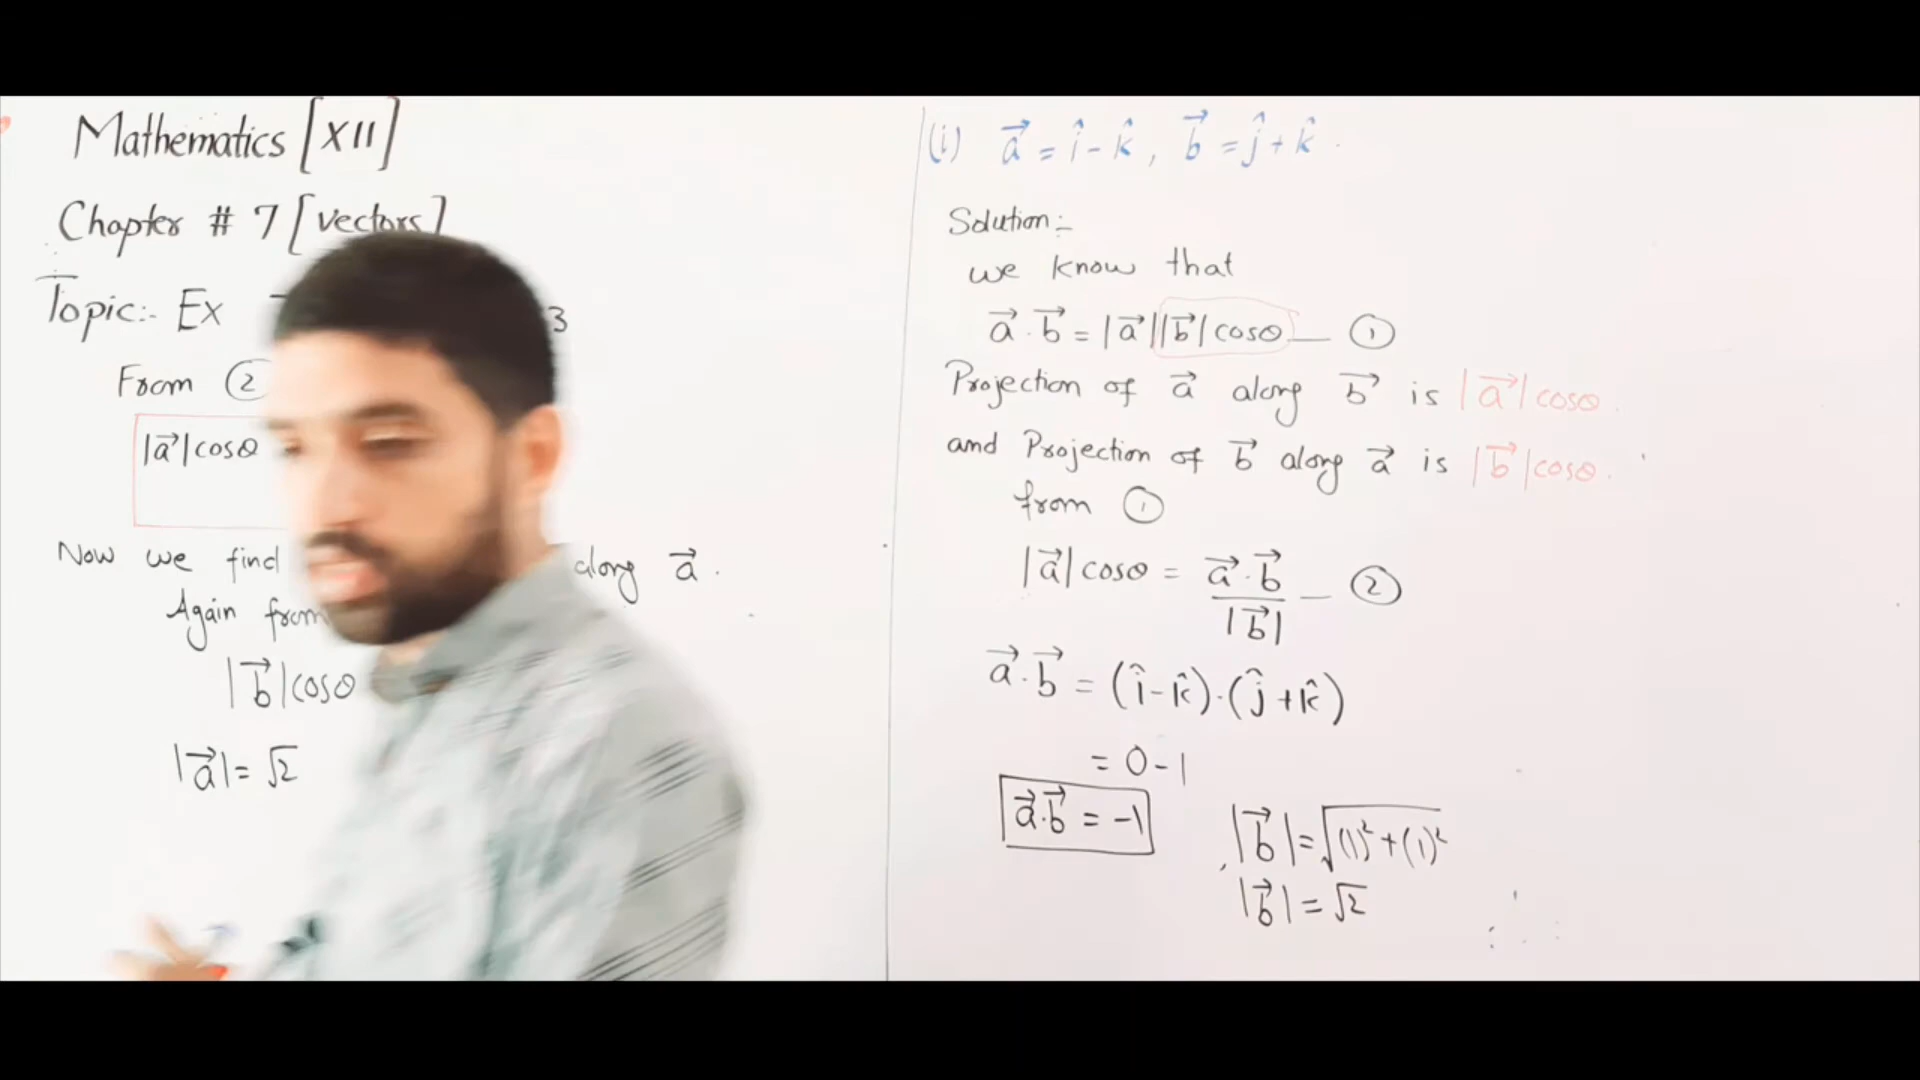 Mathematics [XII]
Chapter # 7 [vectors]
Topic:- Ex 3
From ②
|a⃗|cosθ
Now we find along a⃗.
Again from
|b⃗|cosθ
|a⃗| = √2
(i) a⃗ = î - k̂, b⃗ = ĵ + k̂.
Solution:-
we know that
a⃗ · b⃗ = |a⃗||b⃗|cosθ — ①
Projection of a⃗ along b⃗ is |a⃗|cosθ.
and Projection of b⃗ along a⃗ is |b⃗|cosθ.
from ①
|a⃗|cosθ = a⃗·b⃗ / |b⃗| — ②
a⃗·b⃗ = (î - k̂)·(ĵ + k̂)
= 0 - 1
a⃗·b⃗ = -1
|b⃗| = √(1)² + (1)²
|b⃗| = √2